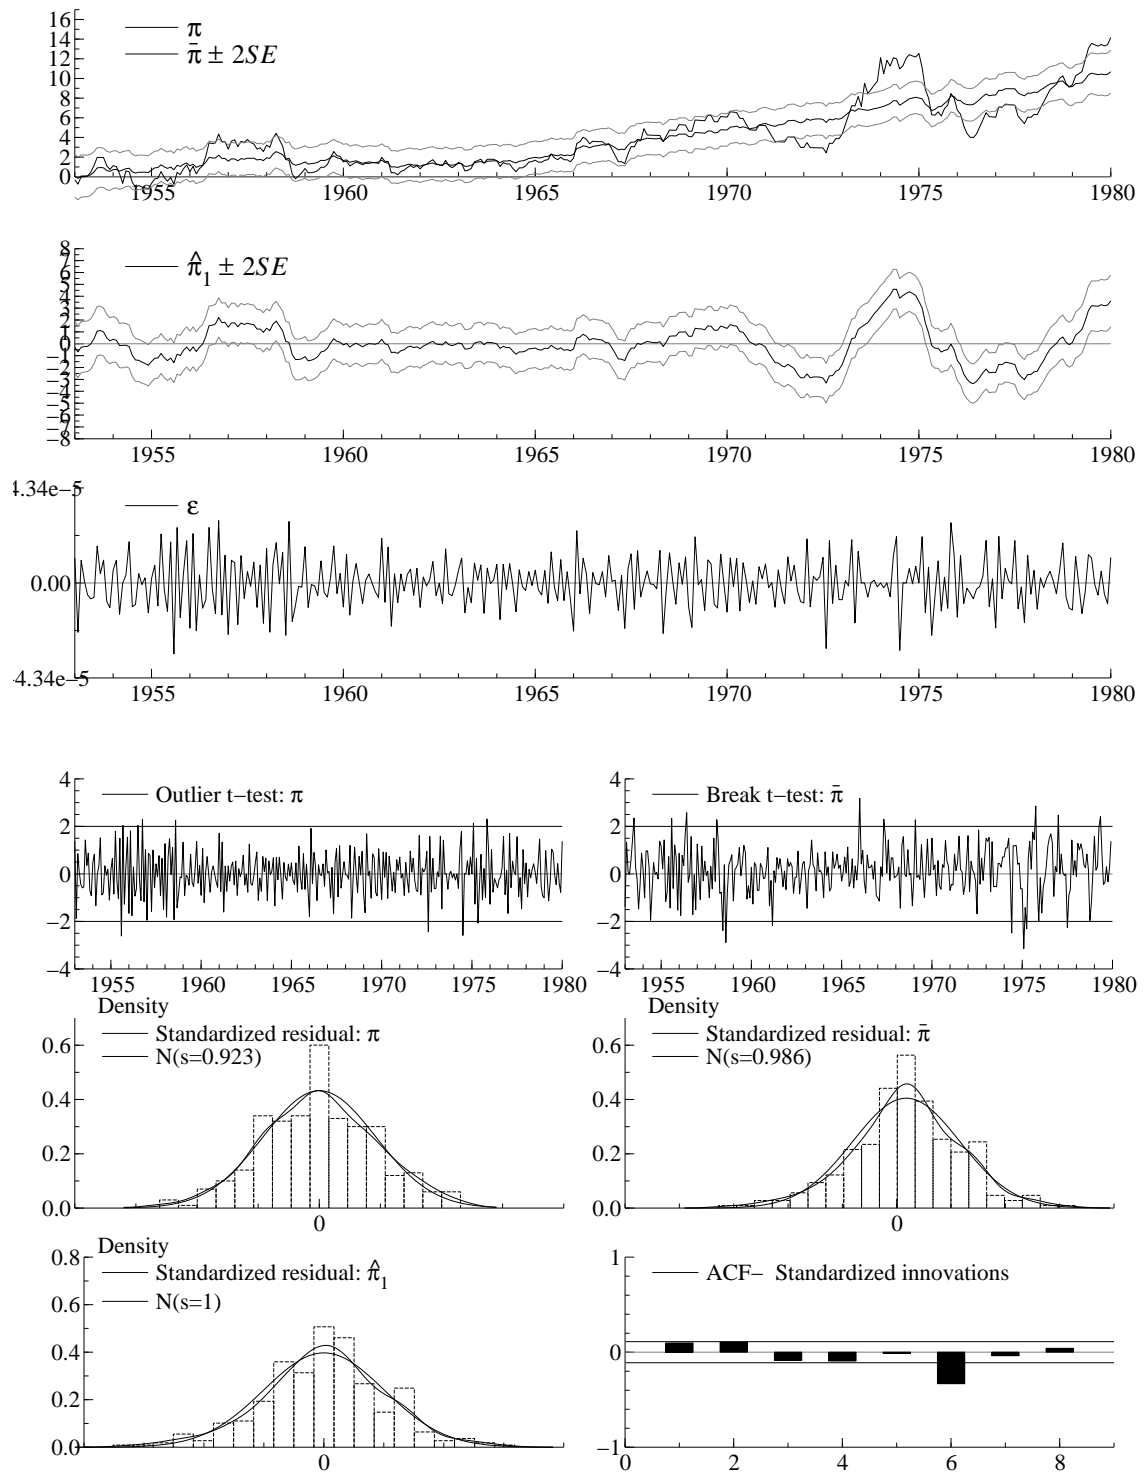 16
14
12
10
8
6
4
2
0
π
π̄ ± 2SE
1955 1960 1965 1970 1975 1980
8
7
6
5
4
3
2
1
0
−1
−2
−3
−4
−5
−6
−7
−8
π̂1 ± 2SE
1955 1960 1965 1970 1975 1980
4.34e−5
0.00
-4.34e−5
ε
1955 1960 1965 1970 1975 1980
4
2
0
−2
−4
Outlier t−test: π
1955 1960 1965 1970 1975 1980
4
2
0
−2
−4
Break t−test: π̄
1955 1960 1965 1970 1975 1980
Density
Standardized residual: π
N(s=0.923)
0.6
0.4
0.2
0.0
0
Density
Standardized residual: π̄
N(s=0.986)
0.6
0.4
0.2
0.0
0
Density
Standardized residual: π̂1
N(s=1)
0.8
0.6
0.4
0.2
0.0
0
ACF− Standardized innovations
1
0
−1
0 2 4 6 8